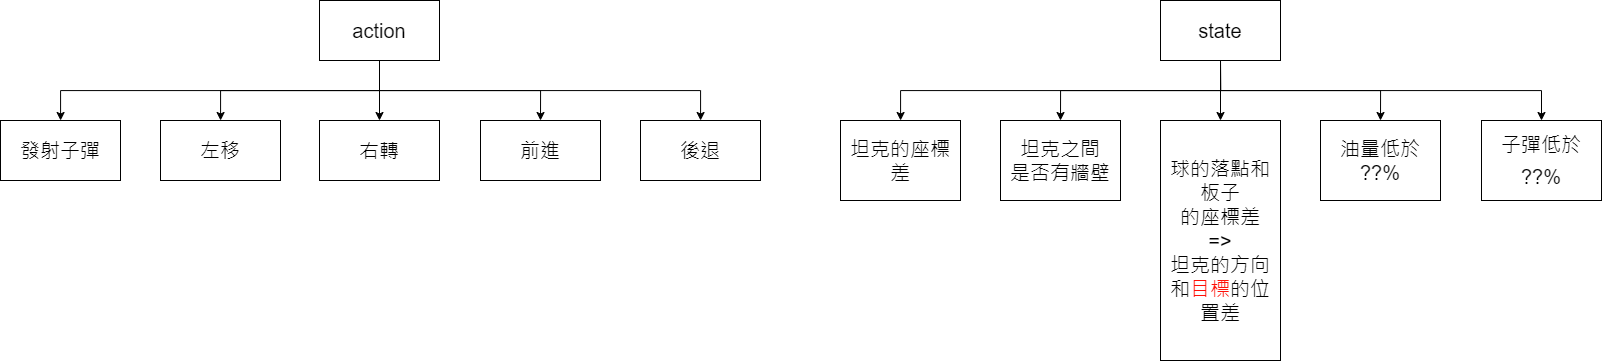 action
發射子彈
左移
右轉
前進
後退
state
坦克的座標
差
坦克之間
是否有牆壁
球的落點和
板子
的座標差
=>
坦克的方向
和目標的位
置差
油量低於
??%
子彈低於
??%